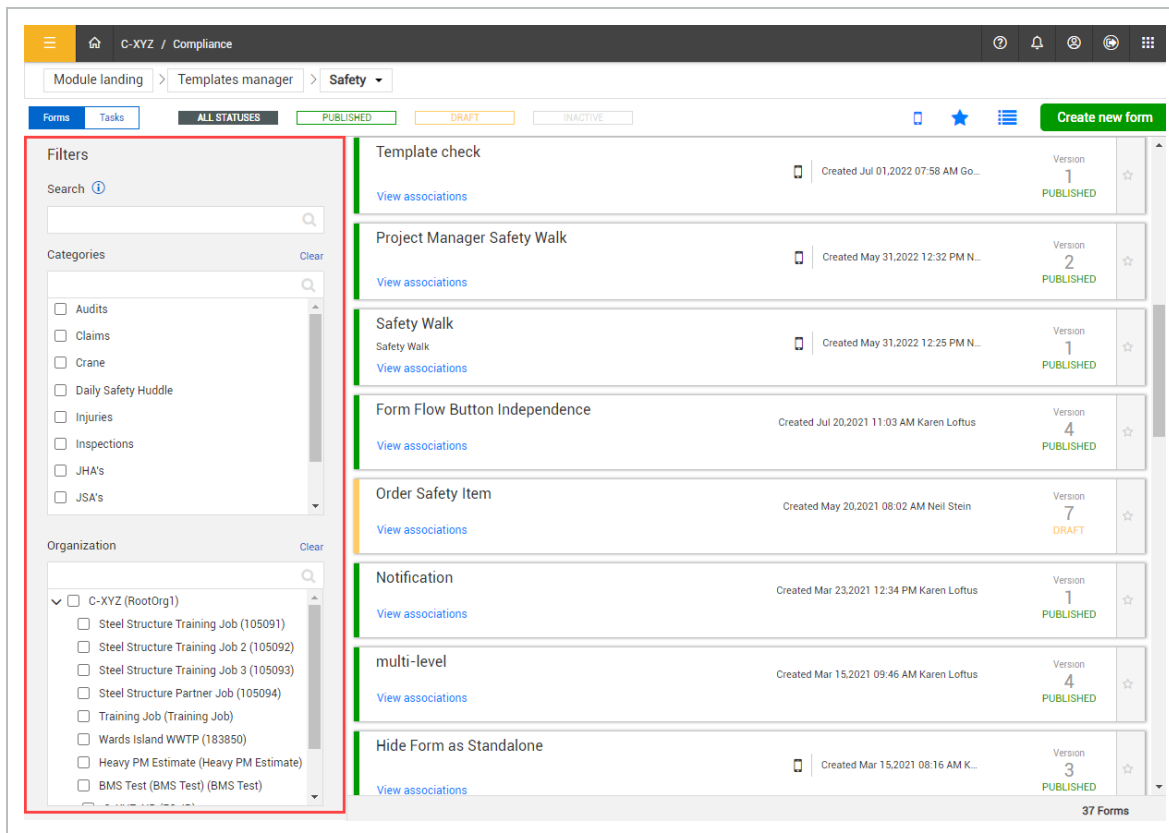 C-XYZ / Compliance
Module landing > Templates manager > Safety
Forms Tasks ALL STATUSES PUBLISHED DRAFT INACTIVE Create new form
Filters
Search
Categories Clear
Audits
Claims
Crane
Daily Safety Huddle
Injuries
Inspections
JHA's
JSA's
Organization Clear
C-XYZ (RootOrg1)
Steel Structure Training Job (105091)
Steel Structure Training Job 2 (105092)
Steel Structure Training Job 3 (105093)
Steel Structure Partner Job (105094)
Training Job (Training Job)
Wards Island WWTP (183850)
Heavy PM Estimate (Heavy PM Estimate)
BMS Test (BMS Test) (BMS Test)
Template check
Created Jul 01,2022 07:58 AM Go...
Version
1
PUBLISHED
View associations
Project Manager Safety Walk
Created May 31,2022 12:32 PM N...
Version
2
PUBLISHED
View associations
Safety Walk
Safety Walk
Created May 31,2022 12:25 PM N...
Version
1
PUBLISHED
View associations
Form Flow Button Independence
Created Jul 20,2021 11:03 AM Karen Loftus
Version
4
PUBLISHED
View associations
Order Safety Item
Created May 20,2021 08:02 AM Neil Stein
Version
7
DRAFT
View associations
Notification
Created Mar 23,2021 12:34 PM Karen Loftus
Version
1
PUBLISHED
View associations
multi-level
Created Mar 15,2021 09:46 AM Karen Loftus
Version
4
PUBLISHED
View associations
Hide Form as Standalone
Created Mar 15,2021 08:16 AM K...
Version
3
PUBLISHED
View associations
37 Forms